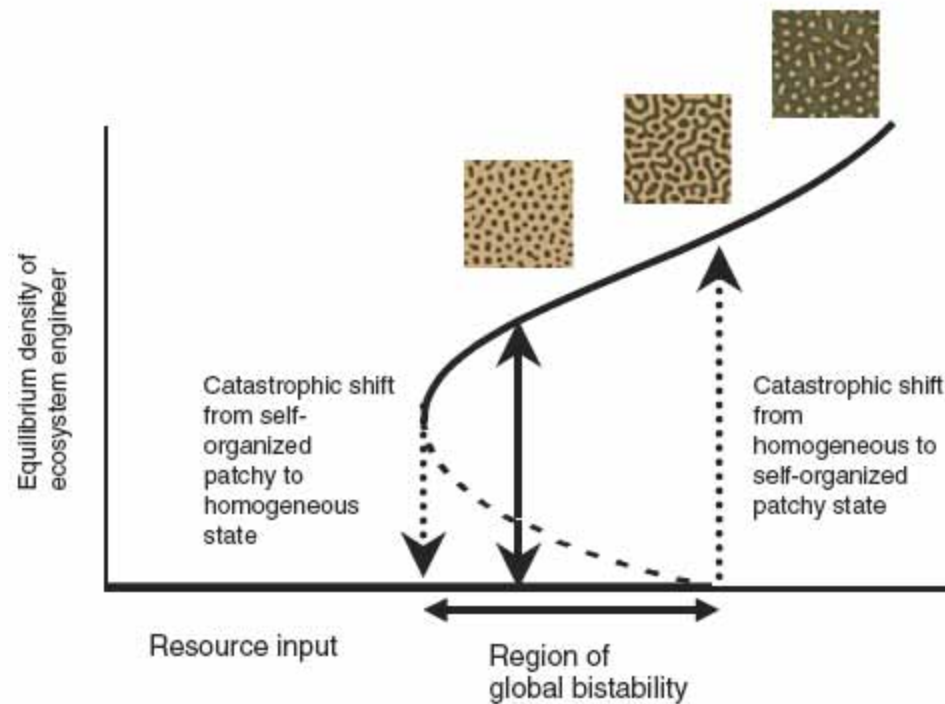 Equilibrium density of
ecosystem engineer
Catastrophic shift
from self-
organized
patchy to
homogeneous
state
Catastrophic shift
from
homogeneous to
self-organized
patchy state
Resource input
Region of
global bistability